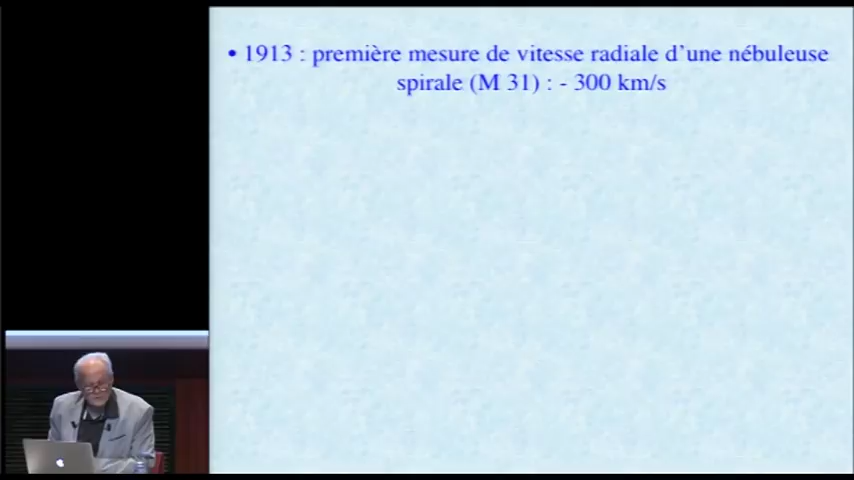 • 1913 : première mesure de vitesse radiale d’une nébuleuse
spirale (M 31) : - 300 km/s